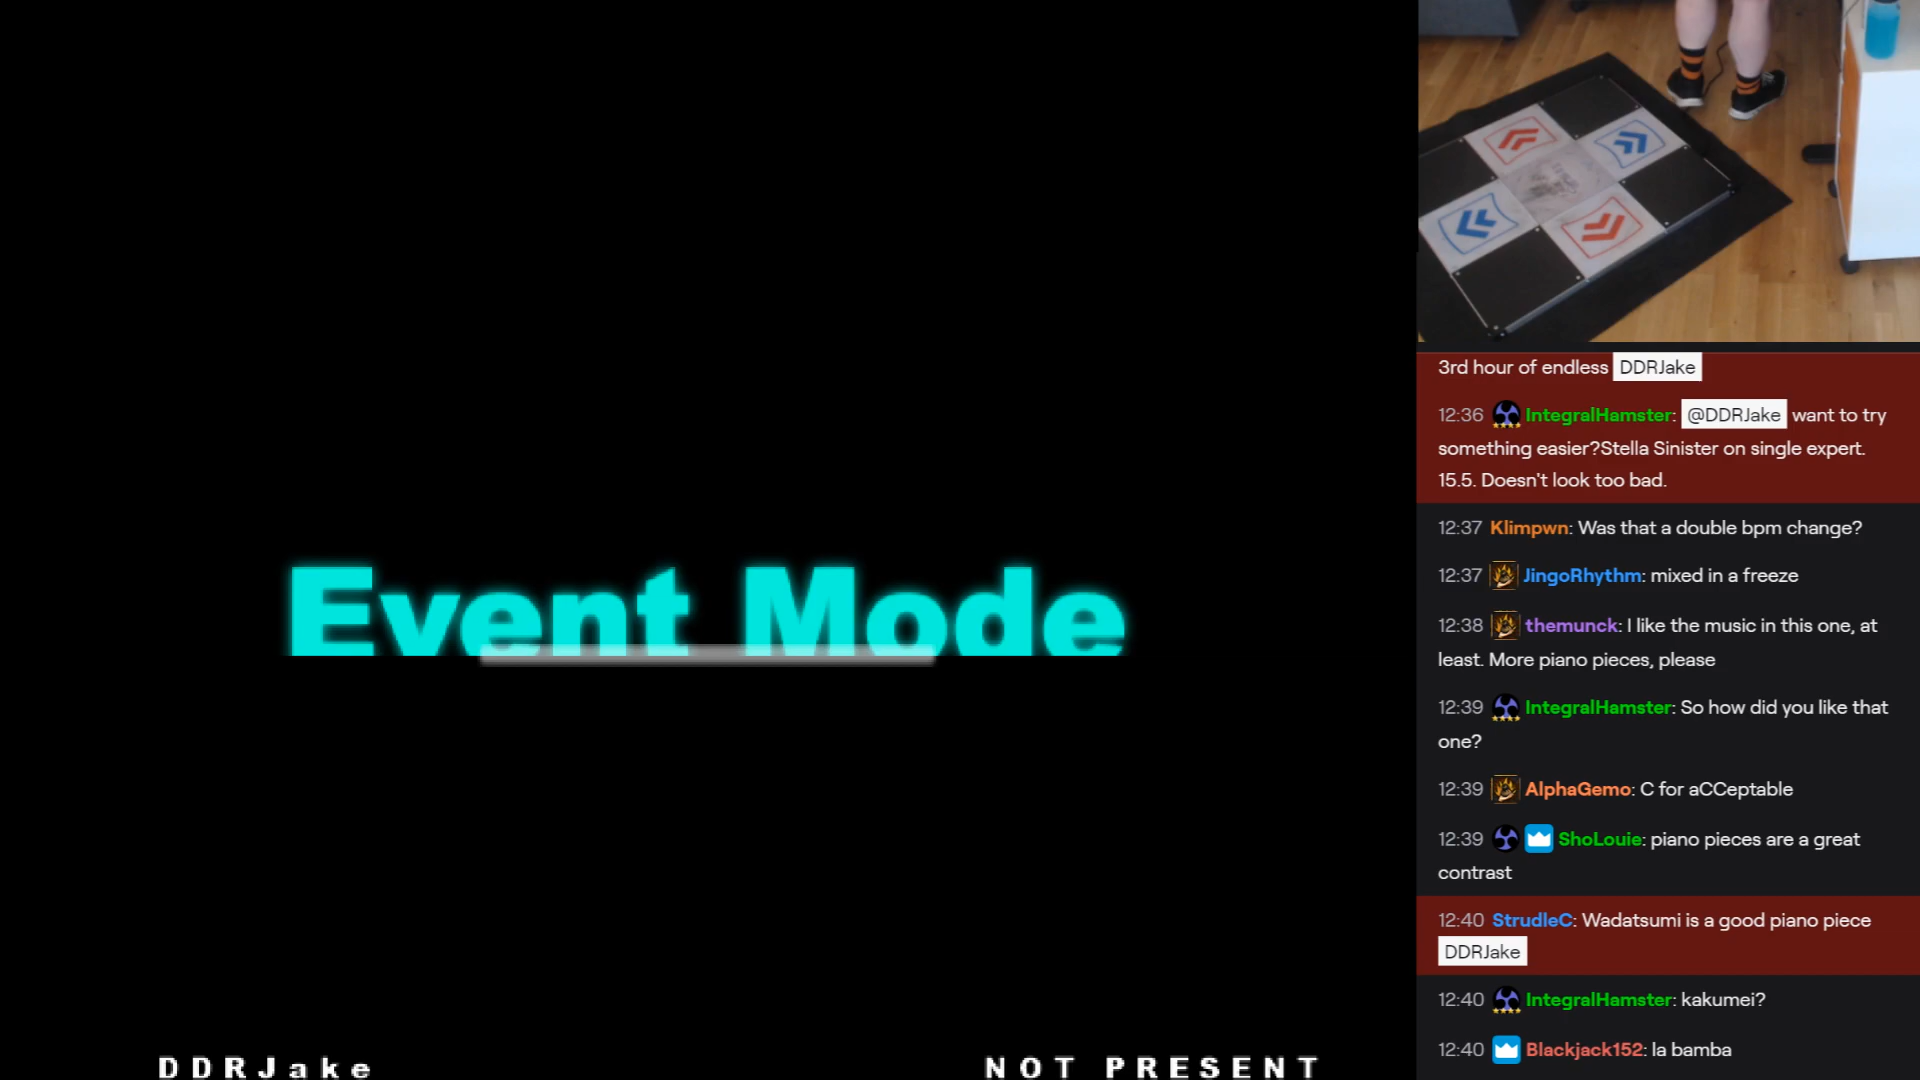 Event Mode
DDRJake
NOT PRESENT
3rd hour of endless DDRJake
12:36 IntegralHamster: @DDRJake want to try
something easier?Stella Sinister on single expert.
15.5. Doesn't look too bad.
12:37 Klimpwn: Was that a double bpm change?
12:37 JingoRhythm: mixed in a freeze
12:38 themunck: I like the music in this one, at
least. More piano pieces, please
12:39 IntegralHamster: So how did you like that
one?
12:39 AlphaGemo: C for aCCeptable
12:39 ShoLouie: piano pieces are a great
contrast
12:40 StrudleC: Wadatsumi is a good piano piece
DDRJake
12:40 IntegralHamster: kakumei?
12:40 Blackjack152: la bamba